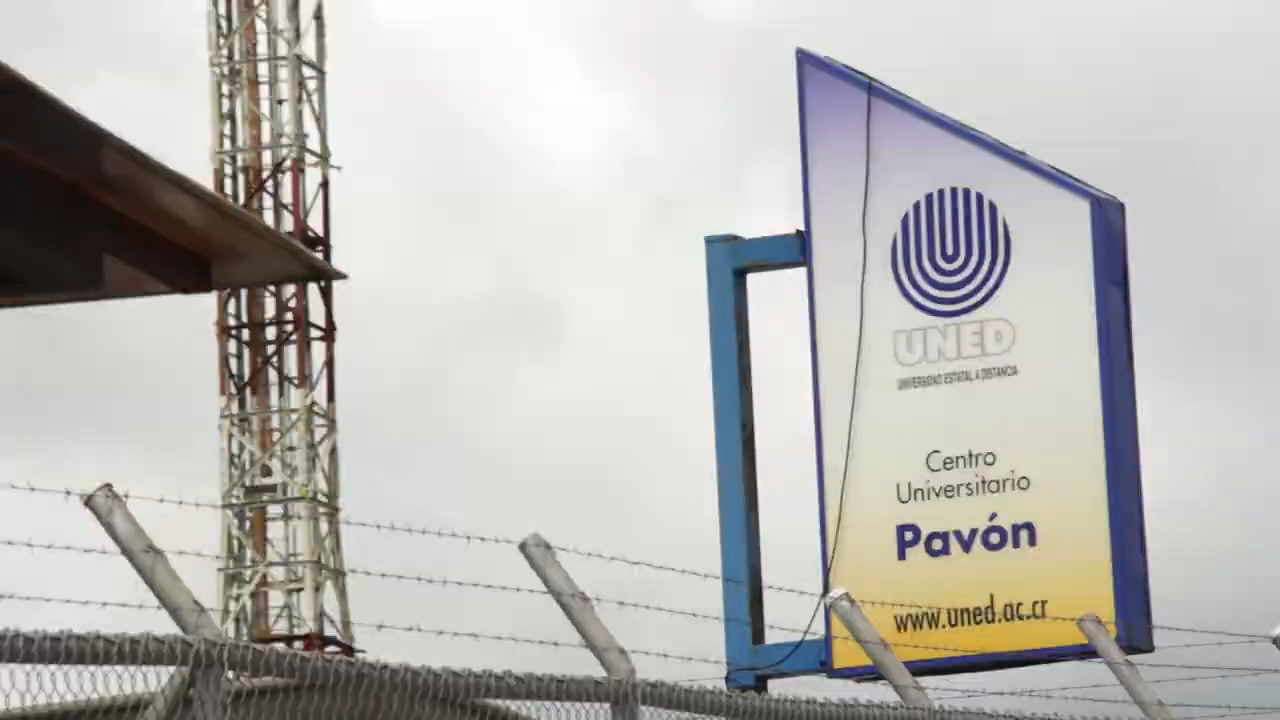 UNED
UNIVERSIDAD ESTATAL A DISTANCIA
Centro
Universitario
Pavón
www.uned.ac.cr